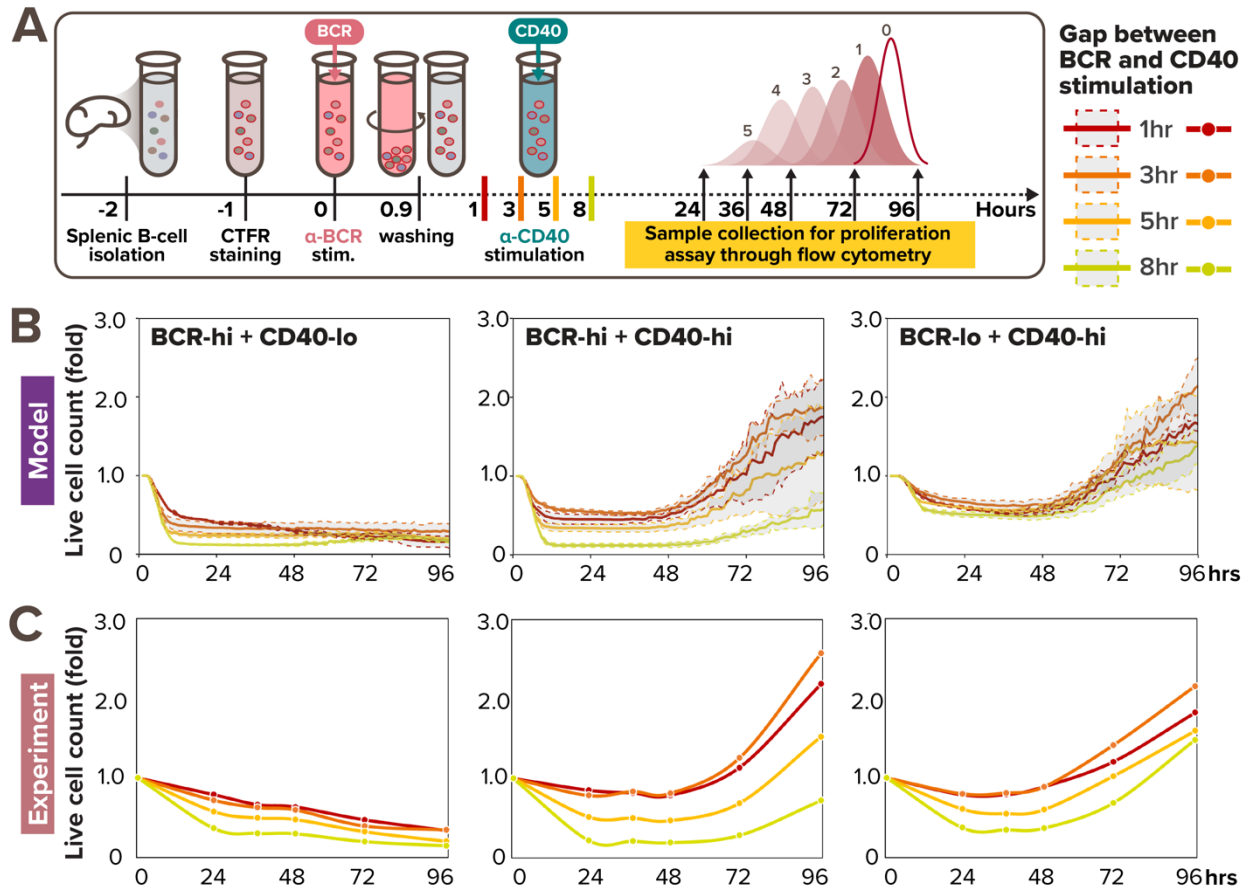 A
BCR
CD40
0
1
2
3
4
5
-2
-1
0
0.9
1
3
5
8
24
36
48
72
96
Hours
Splenic B-cell
isolation
CTFR
staining
α-BCR
stim.
washing
α-CD40
stimulation
Sample collection for proliferation
assay through flow cytometry
Gap between
BCR and CD40
stimulation
1hr
3hr
5hr
8hr
B
Model
Live cell count (fold)
BCR-hi + CD40-lo
3.0
2.0
1.0
0
0 24 48 72 96
BCR-hi + CD40-hi
3.0
2.0
1.0
0
0 24 48 72 96
BCR-lo + CD40-hi
3.0
2.0
1.0
0
0 24 48 72 96 hrs
C
Experiment
Live cell count (fold)
3.0
2.0
1.0
0
0 24 48 72 96
3.0
2.0
1.0
0
0 24 48 72 96
3.0
2.0
1.0
0
0 24 48 72 96 hrs